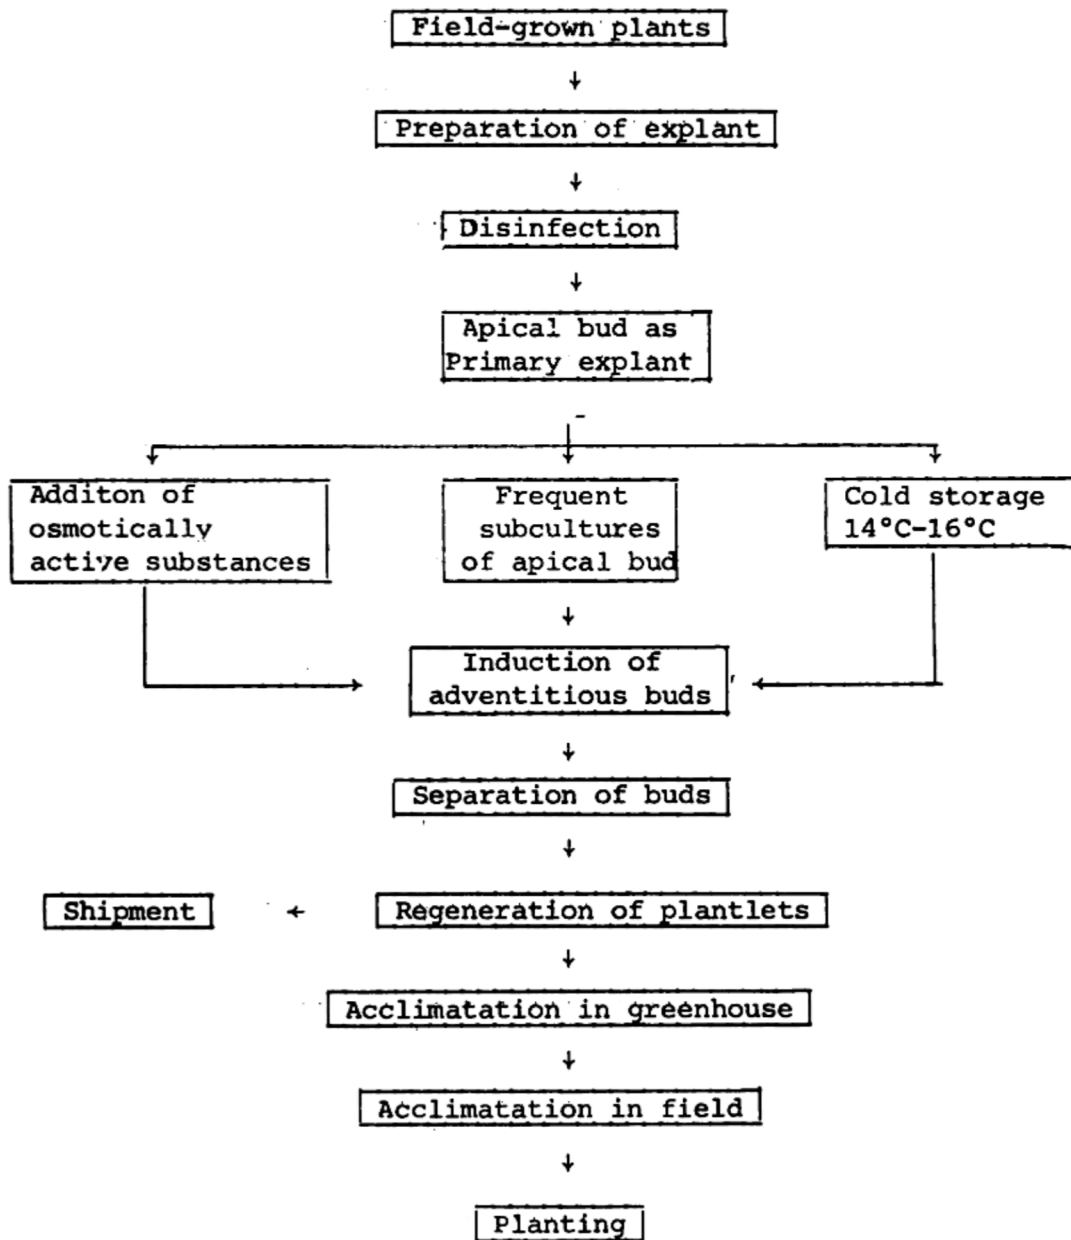 Field-grown plants
Preparation of explant
Disinfection
Apical bud as
Primary explant
Additon of
osmotically
active substances
Frequent
subcultures
of apical bud
Cold storage
14°C-16°C
Induction of
adventitious buds
Separation of buds
Shipment
Regeneration of plantlets
Acclimatation in greenhouse
Acclimatation in field
Planting